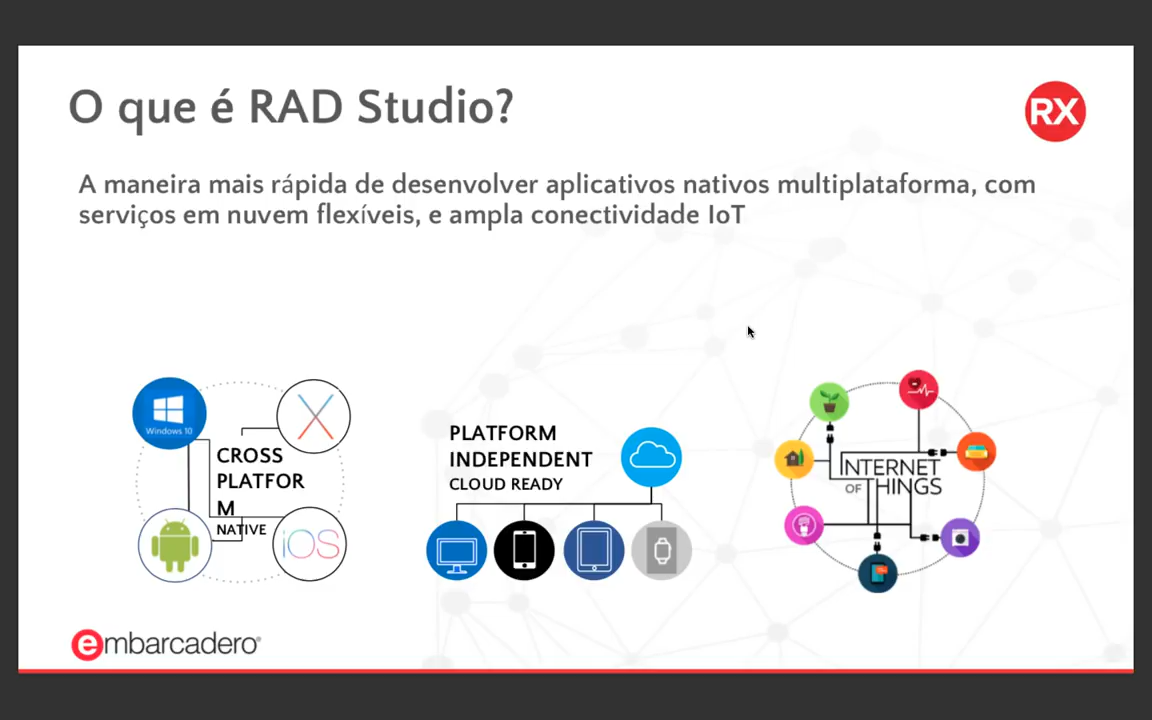 O que é RAD Studio?
RX
A maneira mais rápida de desenvolver aplicativos nativos multiplataforma, com
serviços em nuvem flexíveis, e ampla conectividade IoT
Windows 10
X
CROSS
PLATFOR
M
NATIVE
iOS
PLATFORM
INDEPENDENT
CLOUD READY
INTERNET
OF THINGS
embarcadero®